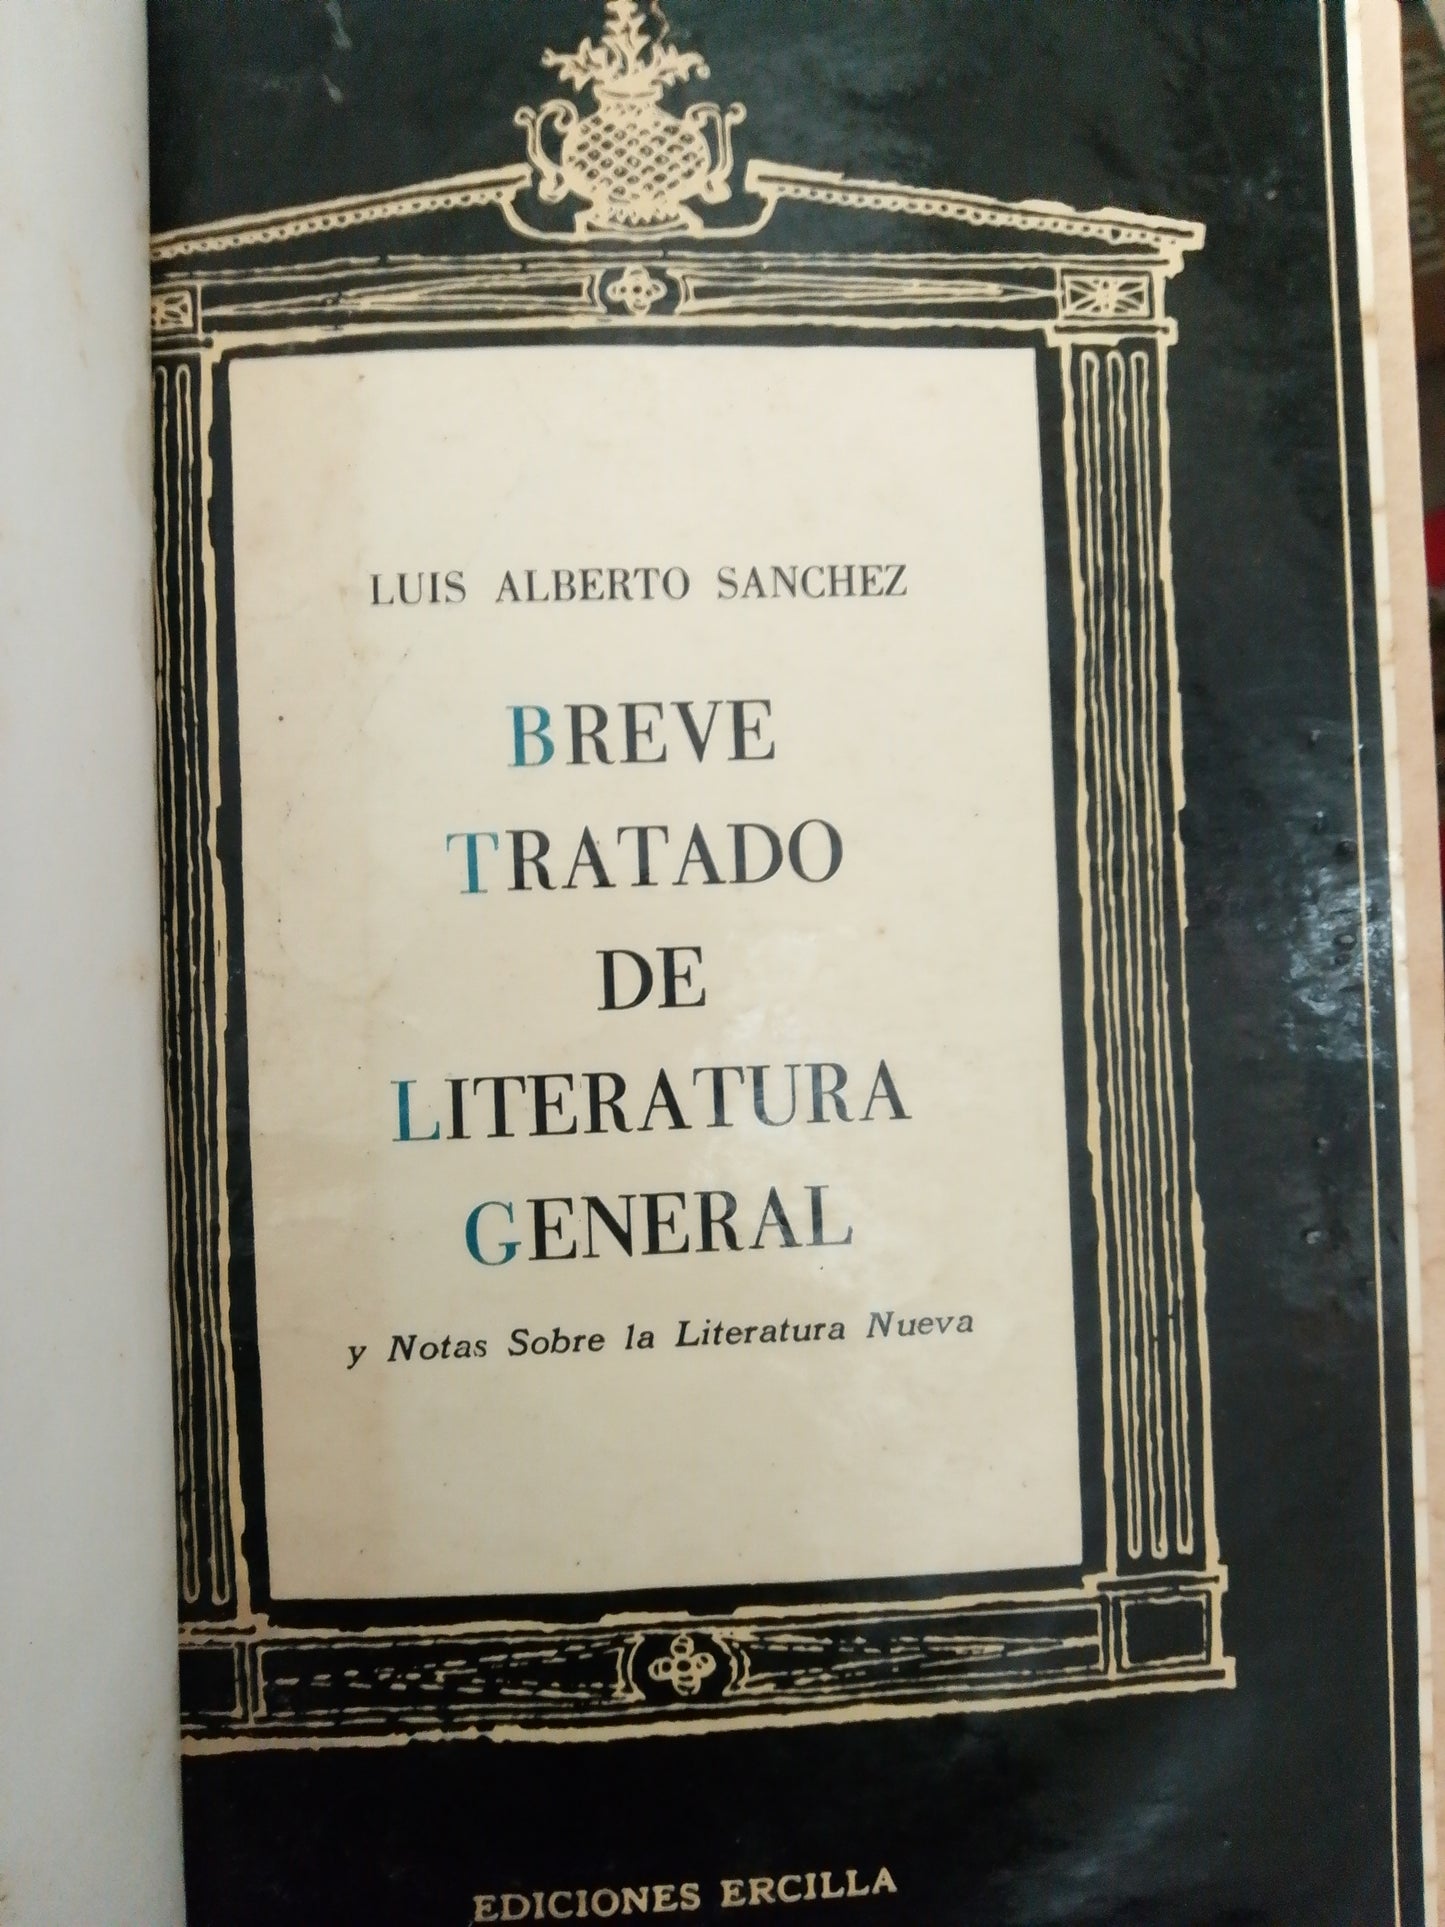 LUIS ALBERTO SANCHEZ
BREVE
TRATADO
DE
LITERATURA
GENERAL
y Notas Sobre la Literatura Nueva
EDICIONES ERCILLA